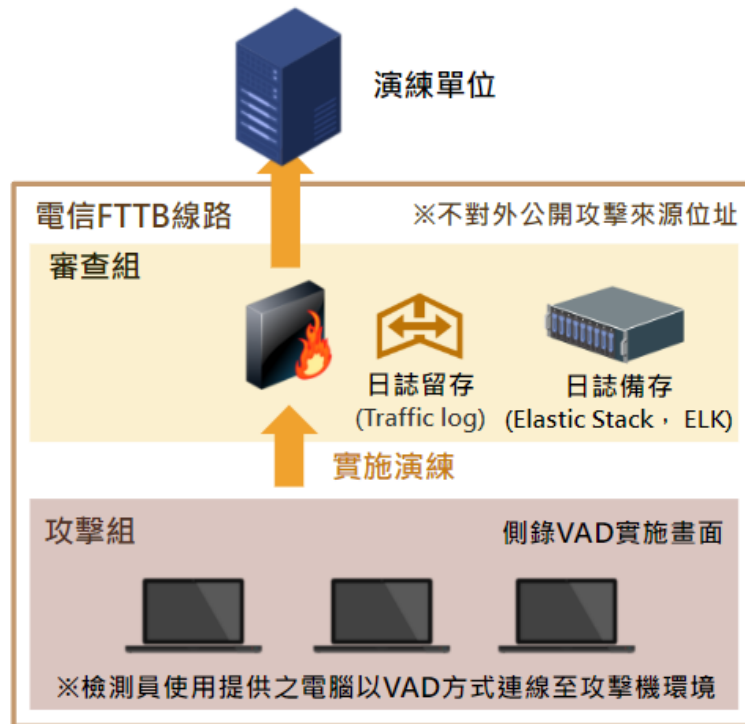 演練單位
電信FTTB線路
※不對外公開攻擊來源位址
審查組
日誌留存
(Traffic log)
日誌備存
(Elastic Stack， ELK)
實施演練
攻擊組
側錄VAD實施畫面
※檢測員使用提供之電腦以VAD方式連線至攻擊機環境